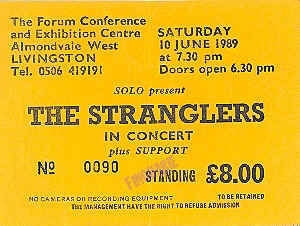 The Forum Conference
and Exhibition Centre
Almondvale West
LIVINGSTON
Tel. 0506 419191
SATURDAY
10 JUNE 1989
at 7.30 pm
Doors open 6.30 pm
SOLO present
THE STRANGLERS
IN CONCERT
plus SUPPORT
No 0090
STANDING £8.00
NO CAMERAS OR RECORDING EQUIPMENT
TO BE RETAINED
THE MANAGEMENT HAVE THE RIGHT TO REFUSE ADMISSION